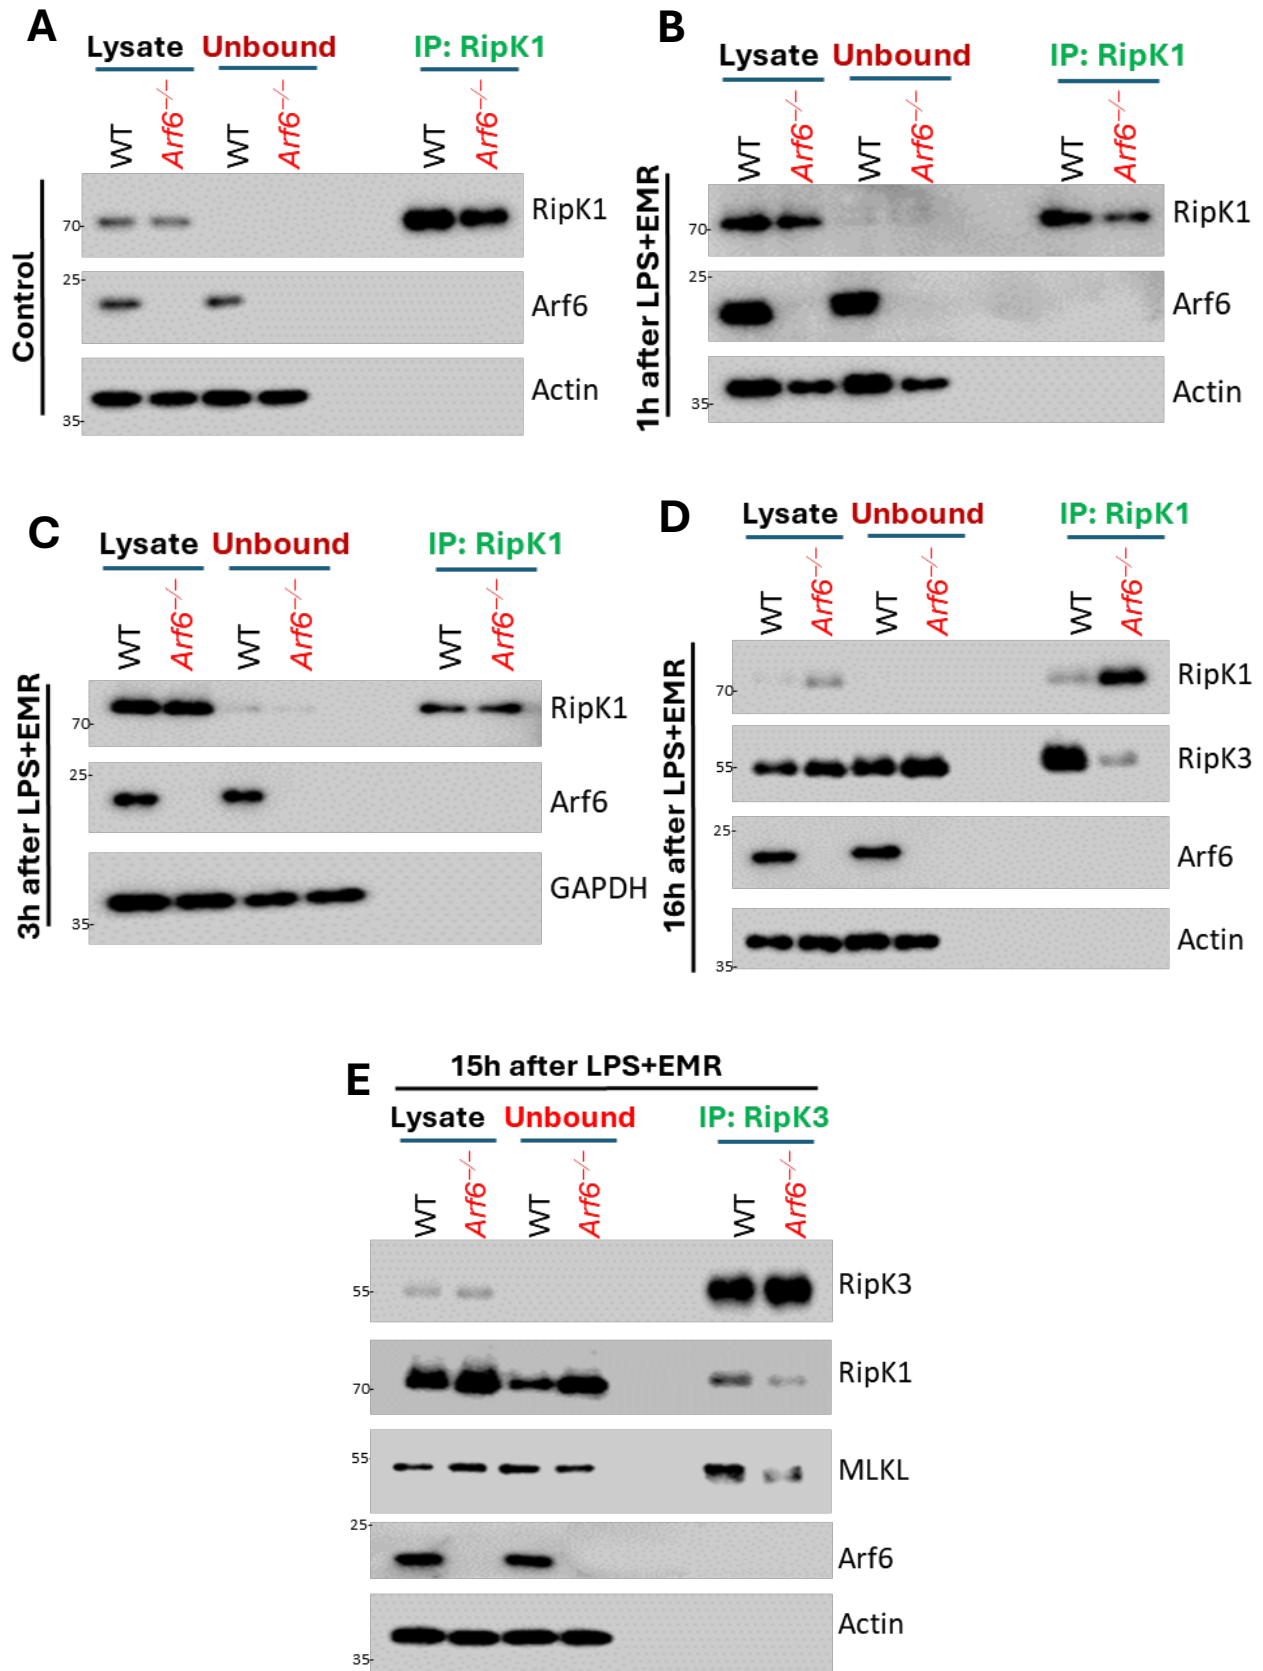 A
Lysate Unbound IP: RipK1
WT Arf6–/– WT Arf6–/– WT Arf6–/–
Control
70- RipK1
25- Arf6
Actin
35-
B
Lysate Unbound IP: RipK1
WT Arf6–/– WT Arf6–/– WT Arf6–/–
1h after LPS+EMR
70- RipK1
25- Arf6
35- Actin
C
Lysate Unbound IP: RipK1
WT Arf6–/– WT Arf6–/– WT Arf6–/–
3h after LPS+EMR
70- RipK1
25- Arf6
GAPDH
35-
D
Lysate Unbound IP: RipK1
WT Arf6–/– WT Arf6–/– WT Arf6–/–
16h after LPS+EMR
70- RipK1
55- RipK3
25- Arf6
Actin
35-
E
15h after LPS+EMR
Lysate Unbound IP: RipK3
WT Arf6–/– WT Arf6–/– WT Arf6–/–
55- RipK3
70- RipK1
55- MLKL
25- Arf6
Actin
35-